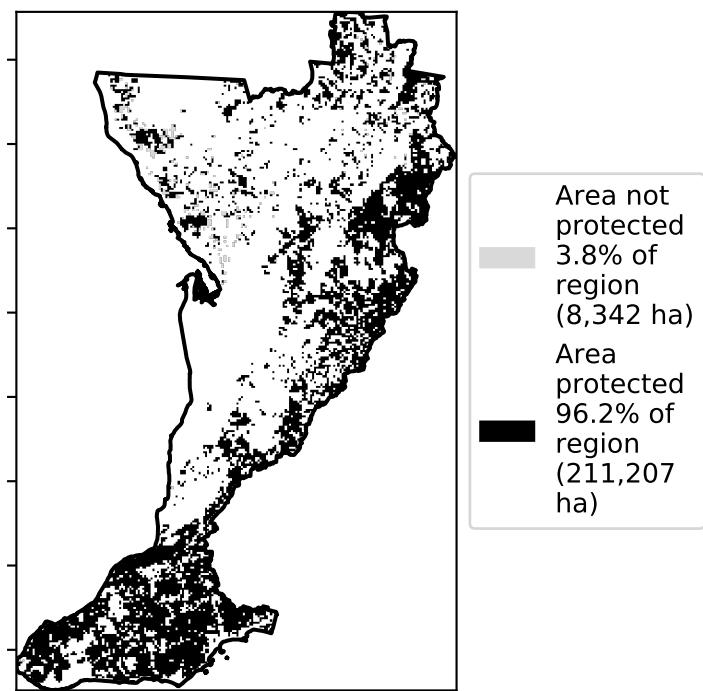 Area not
protected
3.8% of
region
(8,342 ha)
Area
protected
96.2% of
region
(211,207
ha)